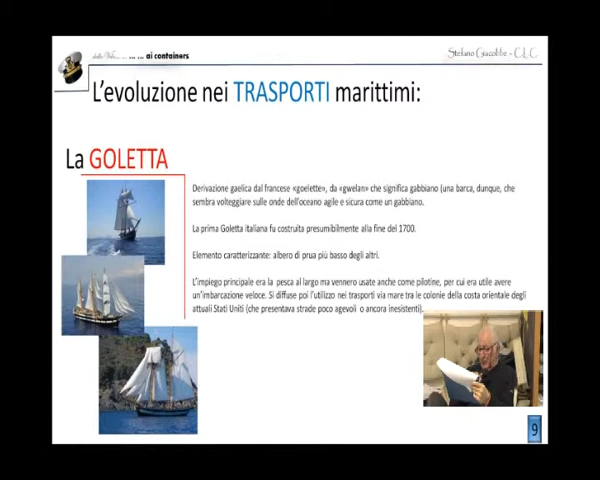 ai containers
Stefano Giacobbe - C.L.C
L'evoluzione nei TRASPORTI marittimi:
La GOLETTA
Derivazione gaelica dal francese «goelette», da «gwelan» che significa gabbiano (una barca, dunque, che
sembra volteggiare sulle onde dell'oceano agile e sicura come un gabbiano.
La prima Goletta italiana fu costruita presumibilmente alla fine del 1700.
Elemento caratterizzante: albero di prua più basso degli altri.
L'impiego principale era la pesca al largo ma vennero usate anche come pilotine, per cui era utile avere
un'imbarcazione veloce. Si diffuse poi l'utilizzo nei trasporti via mare tra le colonie della costa orientale degli
attuali Stati Uniti (che presentava strade poco agevoli o ancora inesistenti).
9